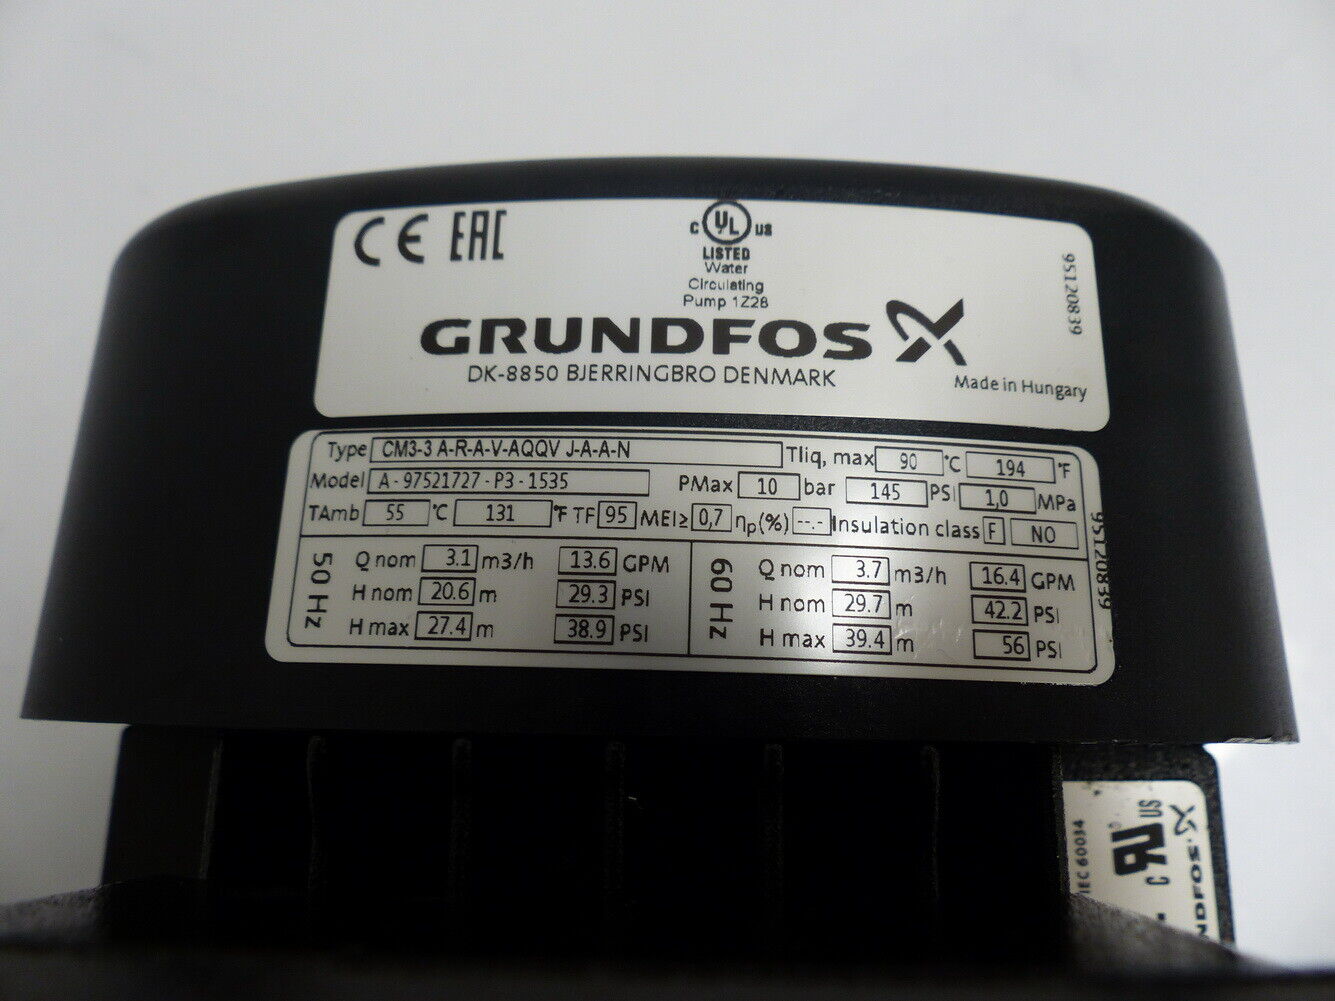 CE EAC
C UL US
LISTED
Water
Circulating
Pump 1Z28
95120839
GRUNDFOS
DK-8850 BJERRINGBRO DENMARK
Made in Hungary
Type CM3-3 A-R-A-V-AQQV J-A-A-N Tliq, max 90 °C 194 °F
Model A - 97521727 - P3 - 1535 PMax 10 bar 145 PSI 1,0 MPa
TAmb 55 °C 131 °F TF 95 MEI≥ 0,7 ηp(%) --.- Insulation class F NO
95120839
50 Hz
Q nom 3.1 m3/h 13.6 GPM
H nom 20.6 m 29.3 PSI
H max 27.4 m 38.9 PSI
60 Hz
Q nom 3.7 m3/h 16.4 GPM
H nom 29.7 m 42.2 PSI
H max 39.4 m 56 PSI
IEC 60034
C RU US
NDFOS